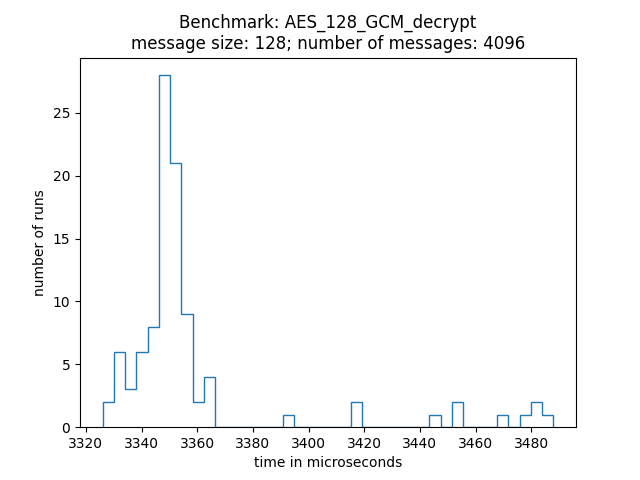 Benchmark: AES_128_GCM_decrypt
message size: 128; number of messages: 4096
number of runs
25
20
15
10
5
0
3320 3340 3360 3380 3400 3420 3440 3460 3480
time in microseconds